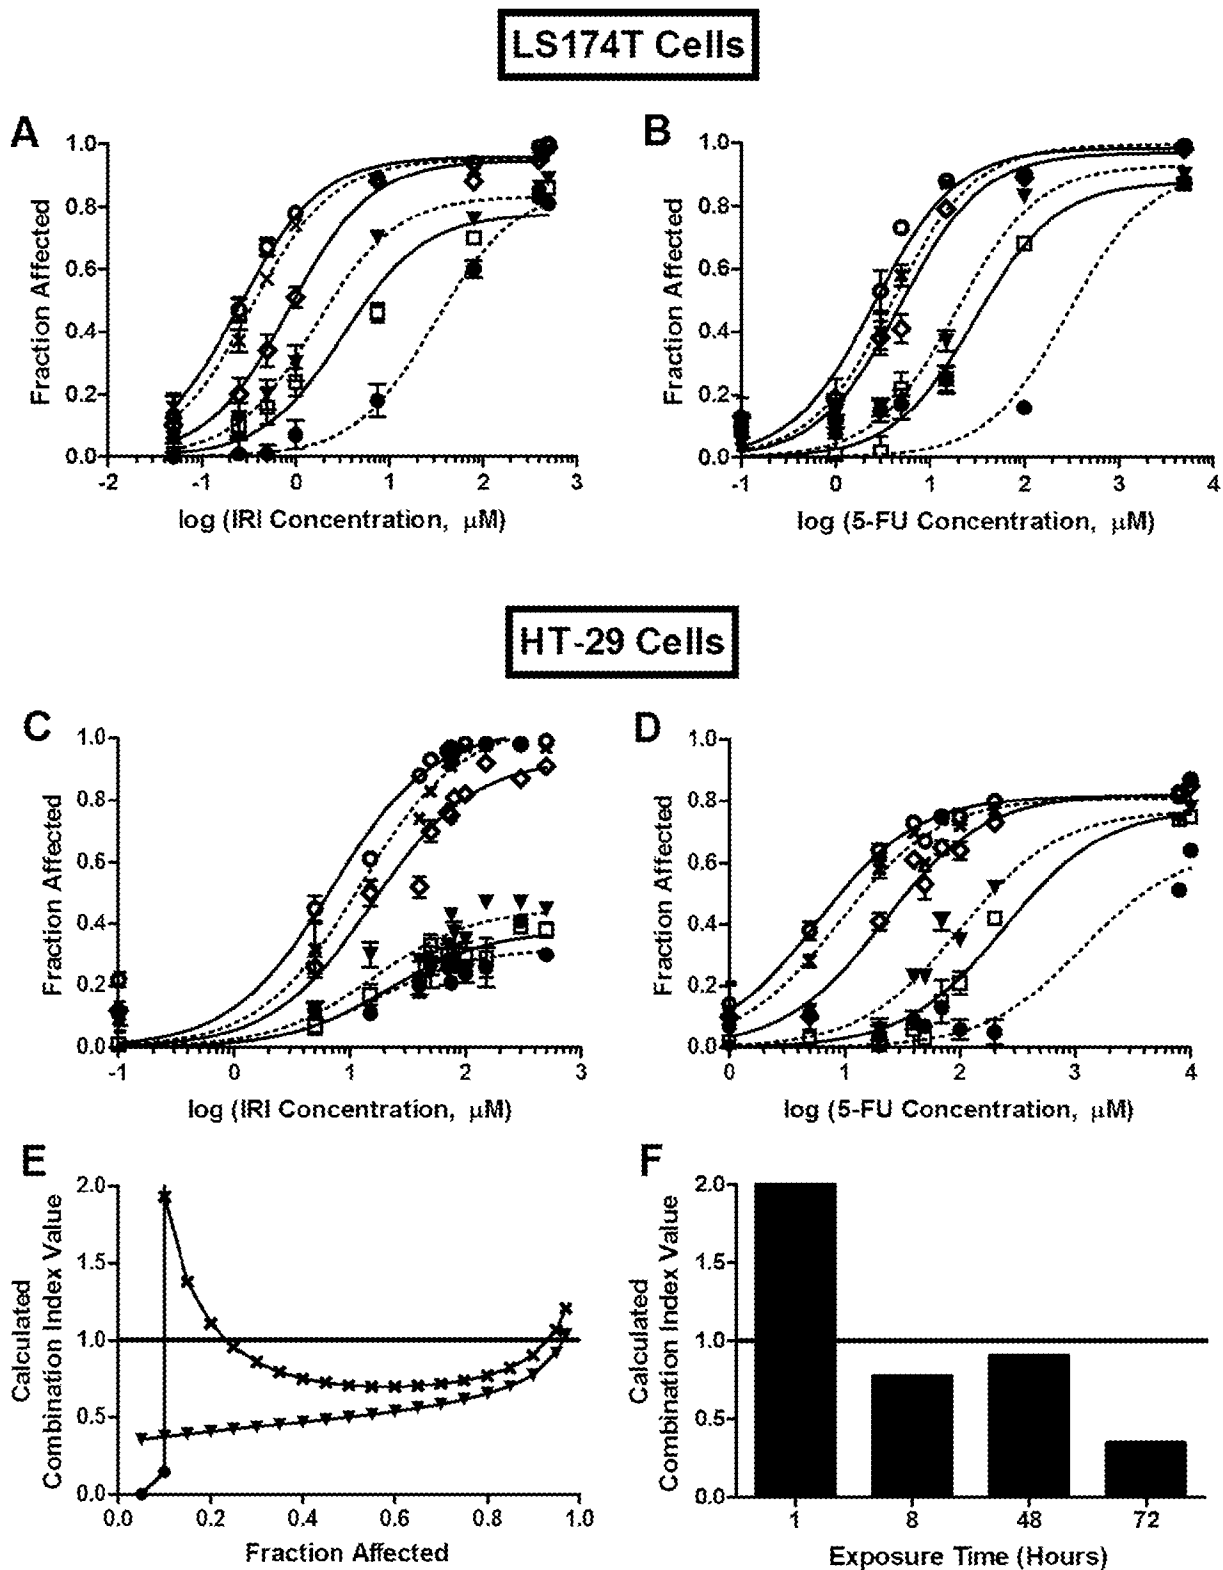 LS174T Cells
A
B
1.0
0.8
0.6
0.4
0.2
0.0
Fraction Affected
-2 -1 0 1 2 3
log (IRI Concentration, μM)
1.0
0.8
0.6
0.4
0.2
0.0
Fraction Affected
-1 0 1 2 3 4
log (5-FU Concentration, μM)
HT-29 Cells
C
D
1.0
0.8
0.6
0.4
0.2
0.0
Fraction Affected
-1 0 1 2 3
log (IRI Concentration, μM)
1.0
0.8
0.6
0.4
0.2
0.0
Fraction Affected
0 1 2 3 4
log (5-FU Concentration, μM)
E
F
2.0
1.5
1.0
0.5
0.0
Calculated
Combination Index Value
0.0 0.2 0.4 0.6 0.8 1.0
Fraction Affected
2.0
1.5
1.0
0.5
0.0
Calculated
Combination Index Value
1 8 48 72
Exposure Time (Hours)